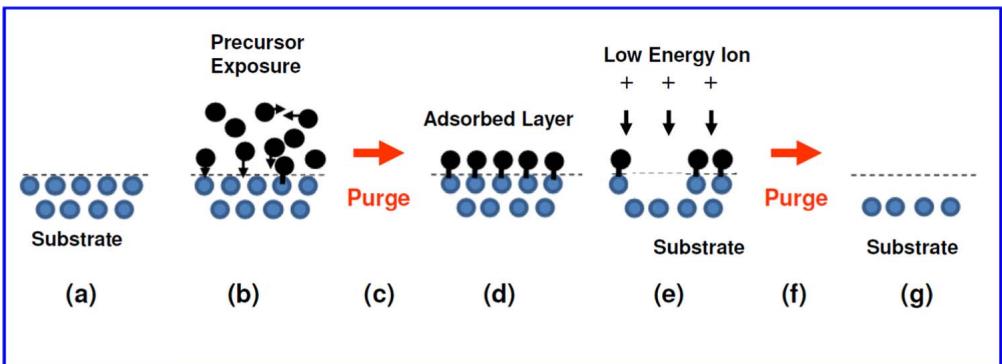 Precursor
Exposure
Low Energy Ion
+ + +
Adsorbed Layer
Purge
Purge
Substrate
Substrate
Substrate
(a) (b) (c) (d) (e) (f) (g)